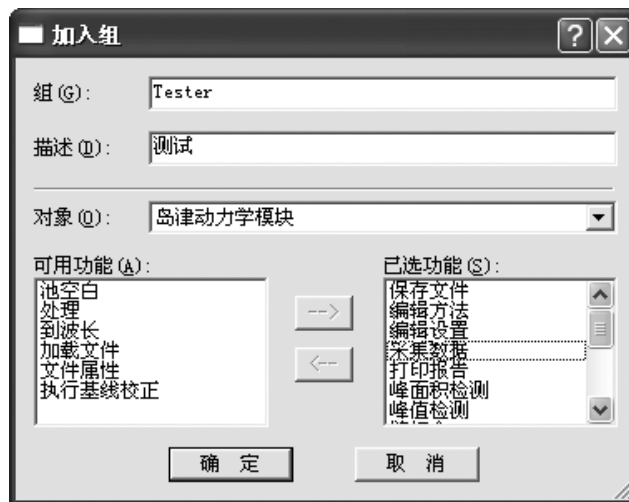 加入组
组(G):
Tester
描述(D):
测试
对象(O):
岛津动力学模块
可用功能(A):
池空白
处理
到波长
加载文件
文件属性
执行基线校正
-->
<--
已选功能(S):
保存文件
编辑方法
编辑设置
采集数据
打印报告
峰面积检测
峰值检测
确 定
取 消